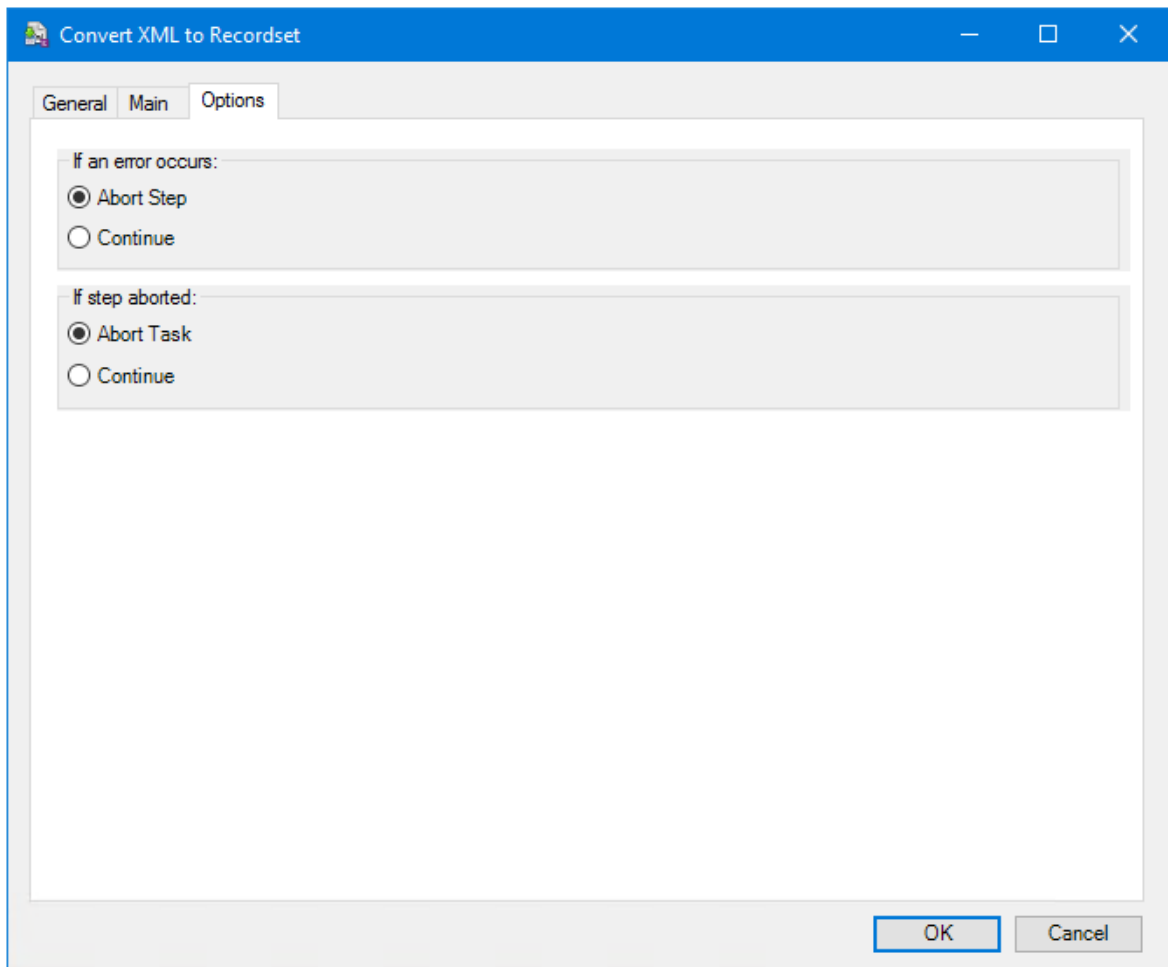 Convert XML to Recordset
General Main Options
If an error occurs:
Abort Step
Continue
If step aborted:
Abort Task
Continue
OK Cancel